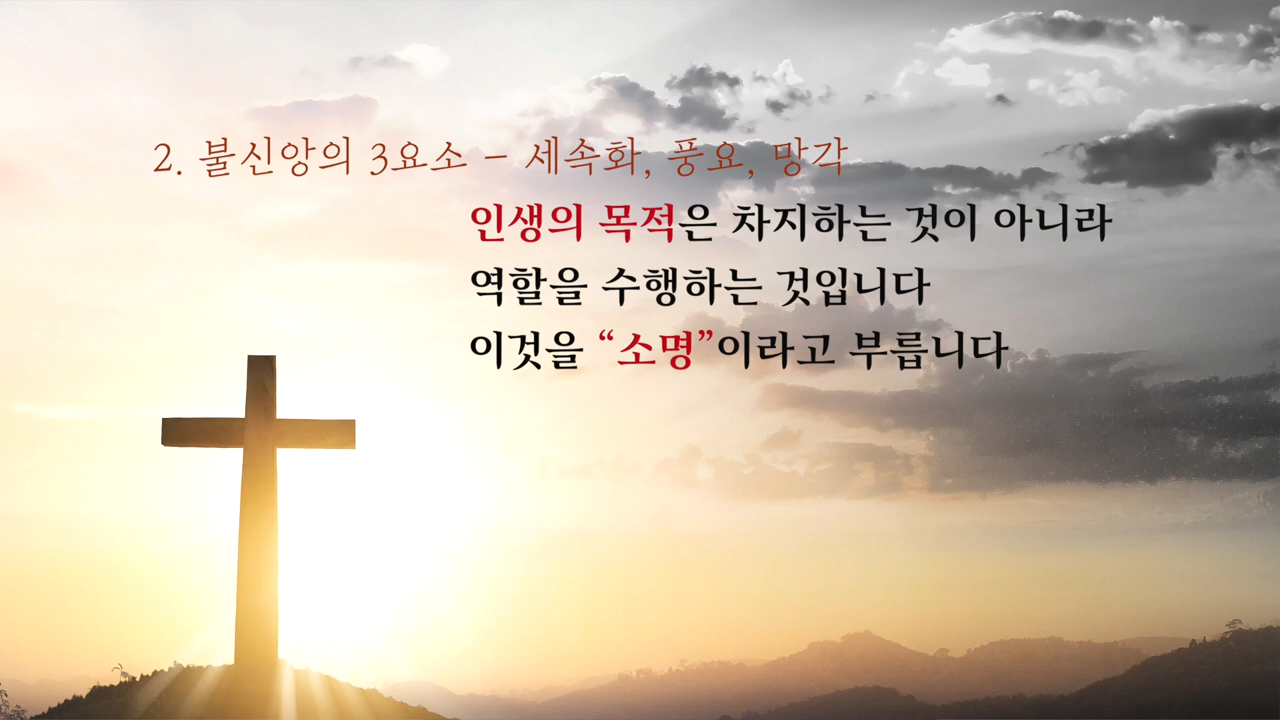 2. 불신앙의 3요소 – 세속화, 풍요, 망각
인생의 목적은 차지하는 것이 아니라
역할을 수행하는 것입니다
이것을 “소명”이라고 부릅니다